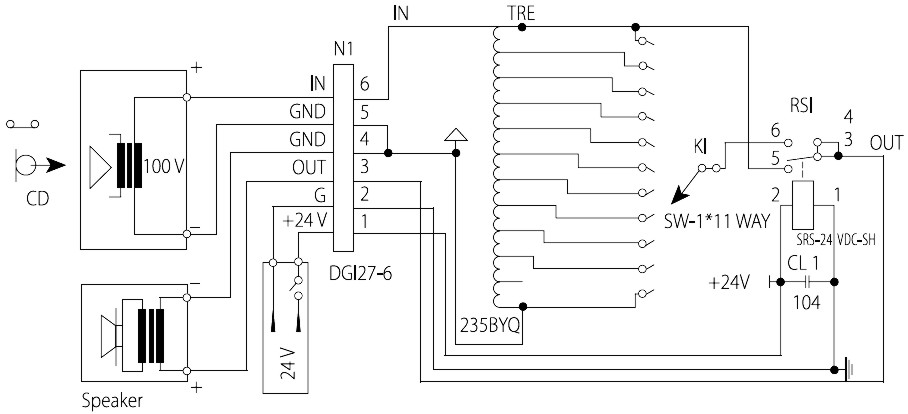 IN
TRE
N1
+
IN
6
GND
5
GND
4
OUT
3
G
2
+24 V
1
100 V
CD
−
DGI27-6
24 V
−
+
Speaker
235BYQ
KI
SW-1*11 WAY
RSI
6
5
4
3
OUT
2
1
SRS-24 VDC-SH
+24V
CL 1
104